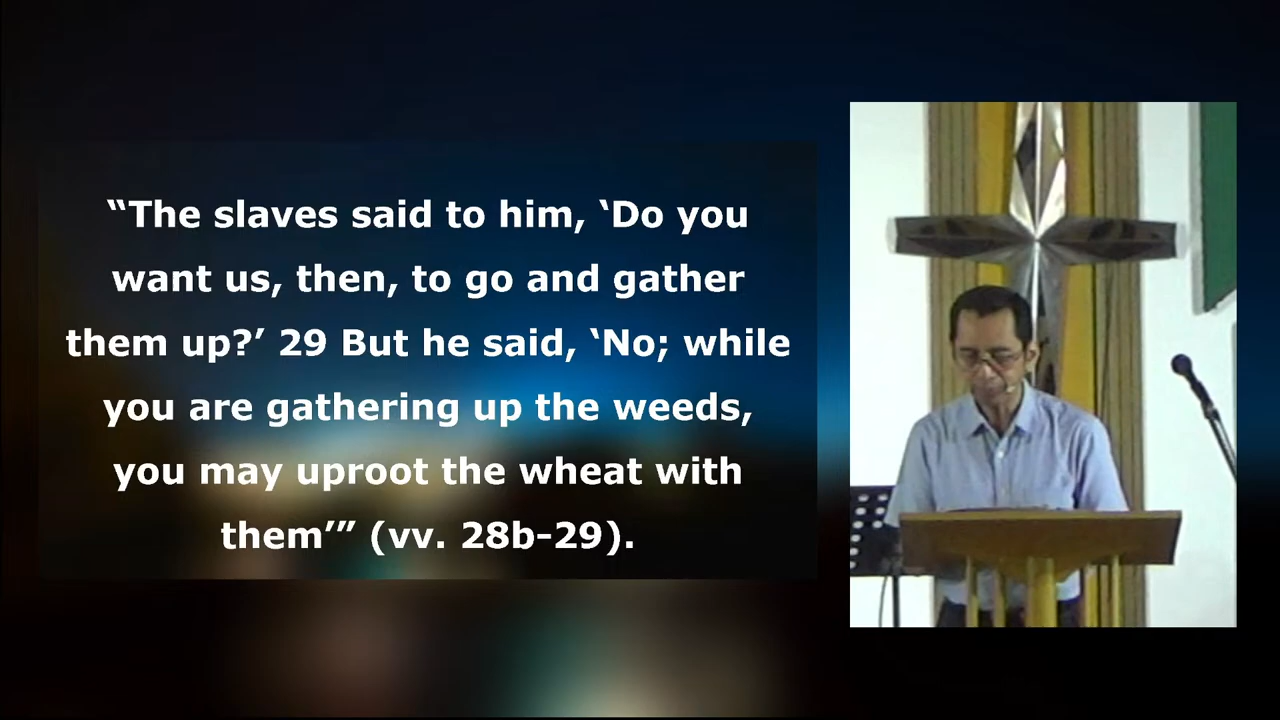 “The slaves said to him, ‘Do you
want us, then, to go and gather
them up?’ 29 But he said, ‘No; while
you are gathering up the weeds,
you may uproot the wheat with
them’” (vv. 28b-29).